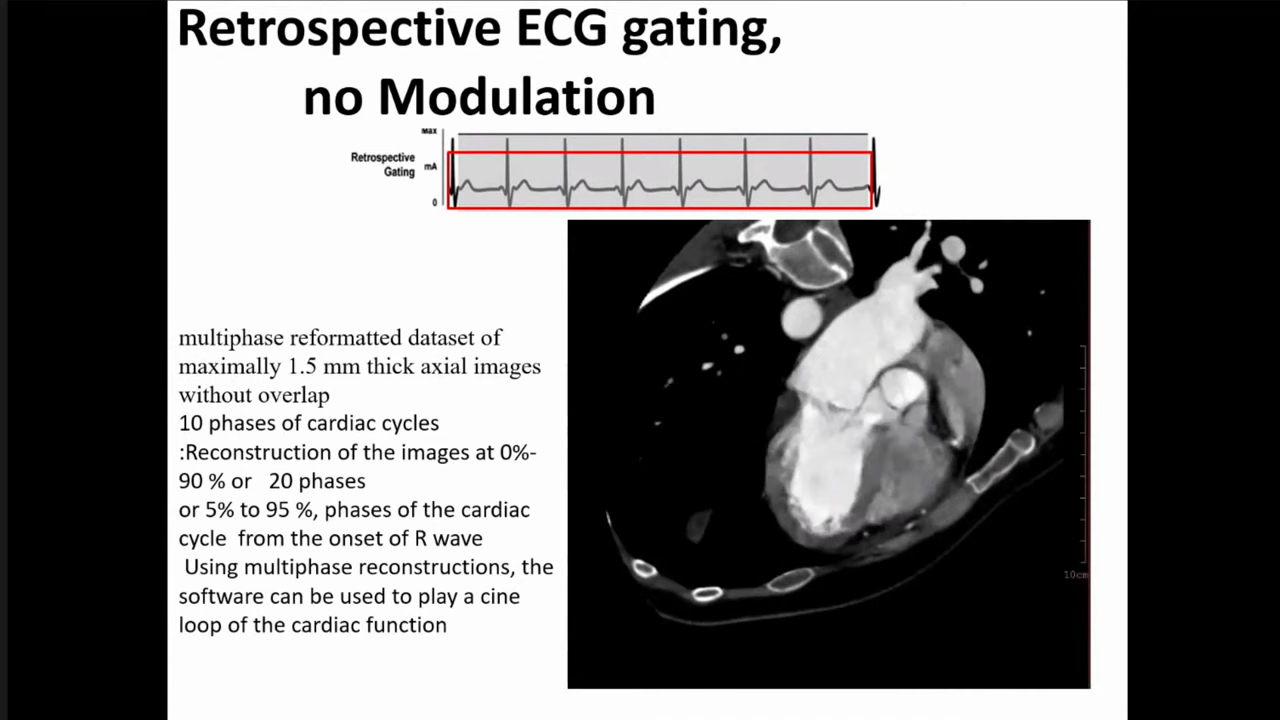 Retrospective ECG gating,
no Modulation
Max
Retrospective
Gating
mA
0
multiphase reformatted dataset of
maximally 1.5 mm thick axial images
without overlap
10 phases of cardiac cycles
:Reconstruction of the images at 0%-
90 % or 20 phases
or 5% to 95 %, phases of the cardiac
cycle from the onset of R wave
Using multiphase reconstructions, the
software can be used to play a cine
loop of the cardiac function
10cm